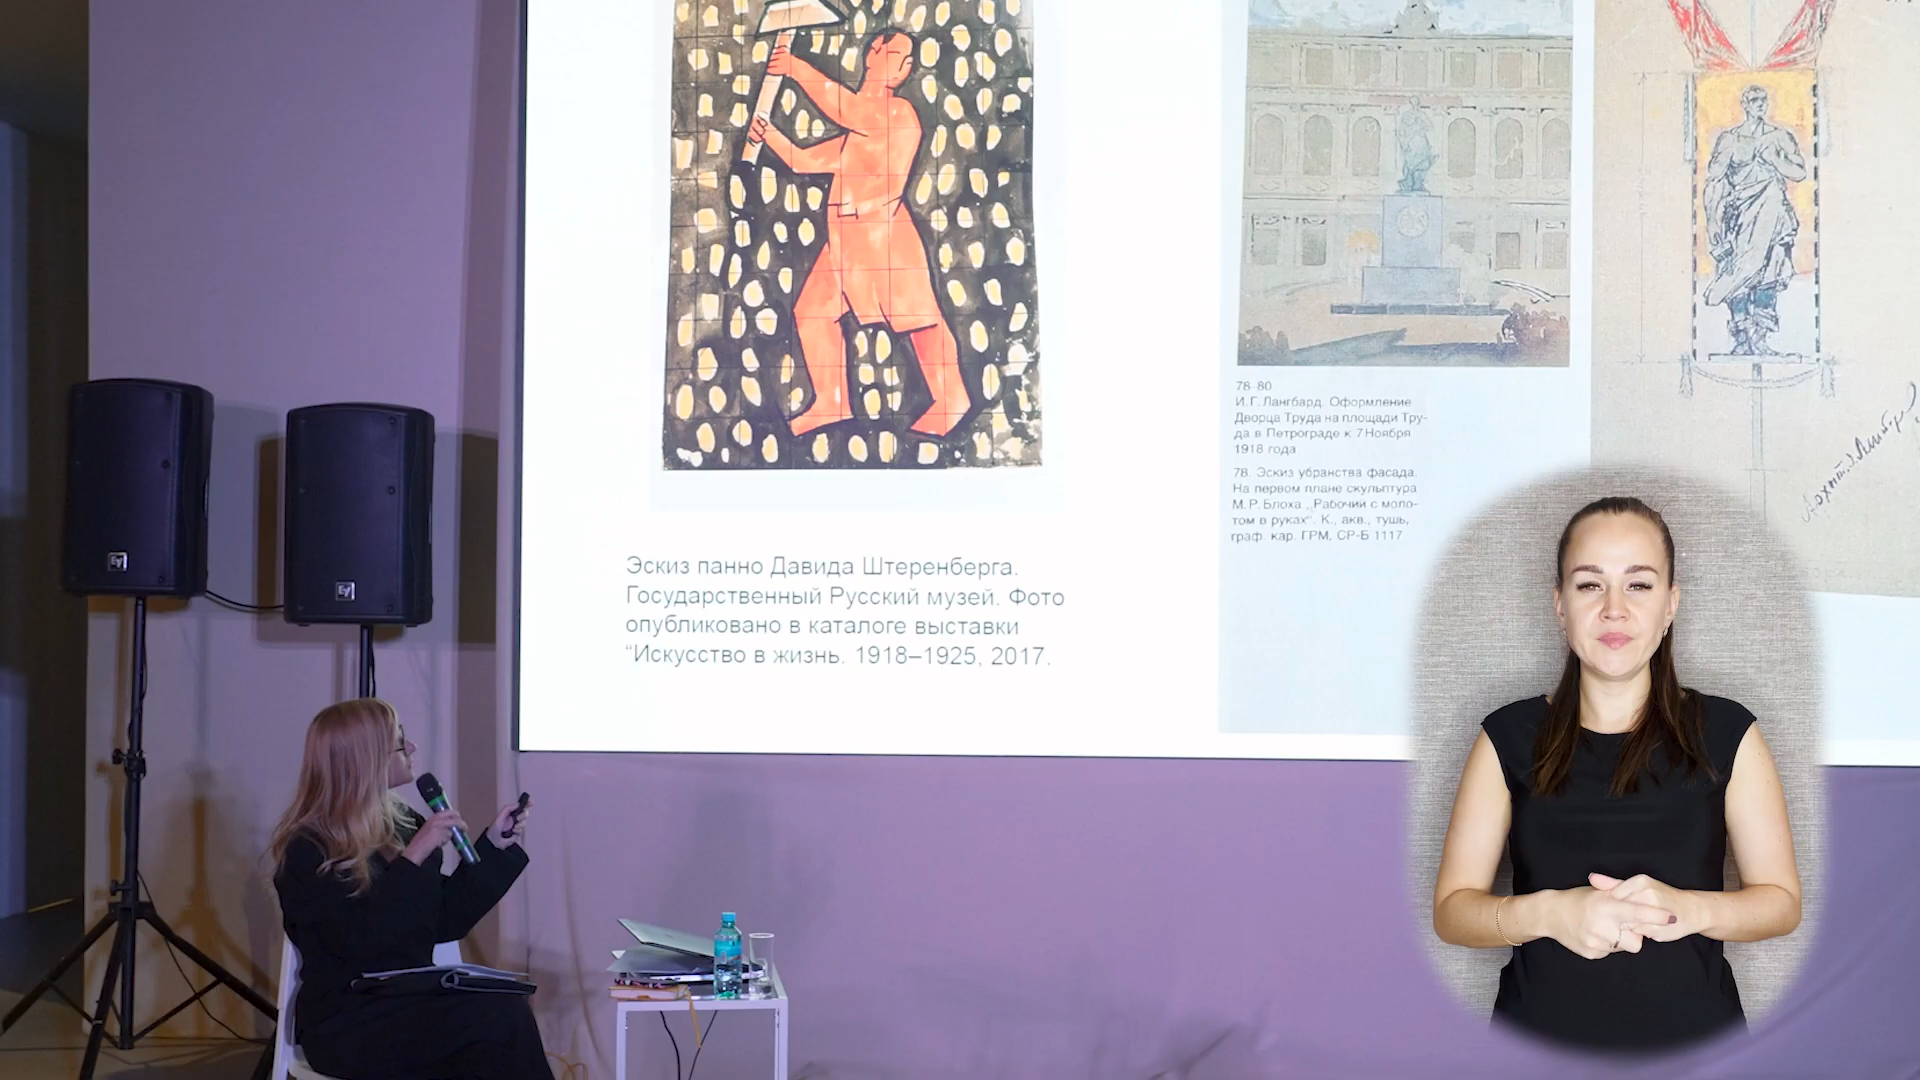 Эскиз панно Давида Штеренберга.
Государственный Русский музей. Фото
опубликовано в каталоге выставки
“Искусство в жизнь. 1918–1925, 2017.
78-80
И.Г. Лангбард. Оформление
Дворца Труда на площади Тру-
да в Петрограде к 7 Ноября
1918 года
78. Эскиз убранства фасада.
На первом плане скульптура
М.Р. Блоха „Рабочий с моло-
том в руках“. К., акв., тушь,
граф. кар. ГРМ, СР-Б 1117
EV
EV